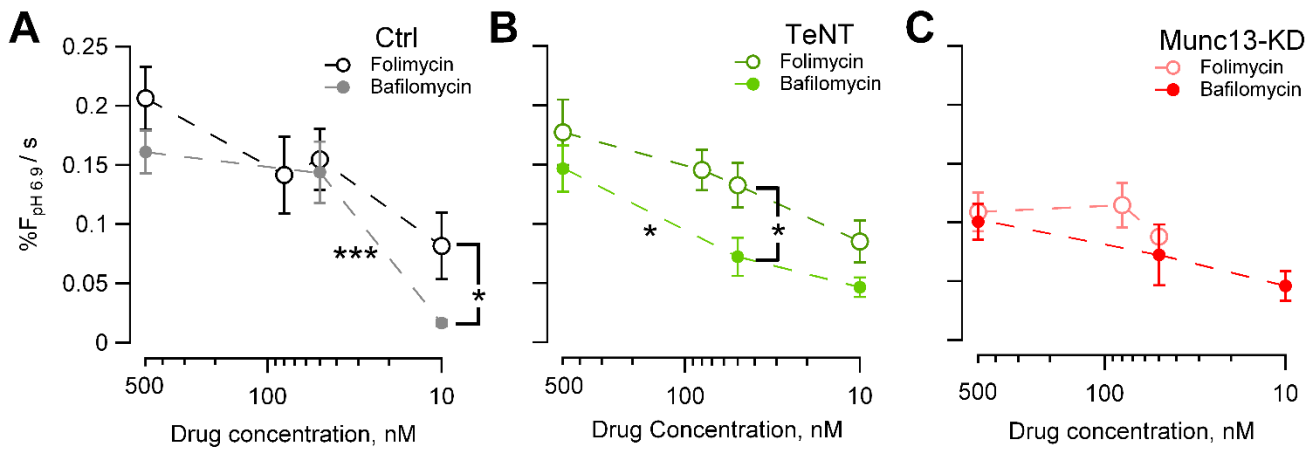 A
Ctrl
Folimycin
Bafilomycin
0.25
0.2
0.15
0.1
0.05
0
%F pH 6.9 / s
***
*
500
100
10
Drug concentration, nM
B
TeNT
Folimycin
Bafilomycin
*
*
500
100
10
Drug Concentration, nM
C
Munc13-KD
Folimycin
Bafilomycin
500
100
10
Drug concentration, nM